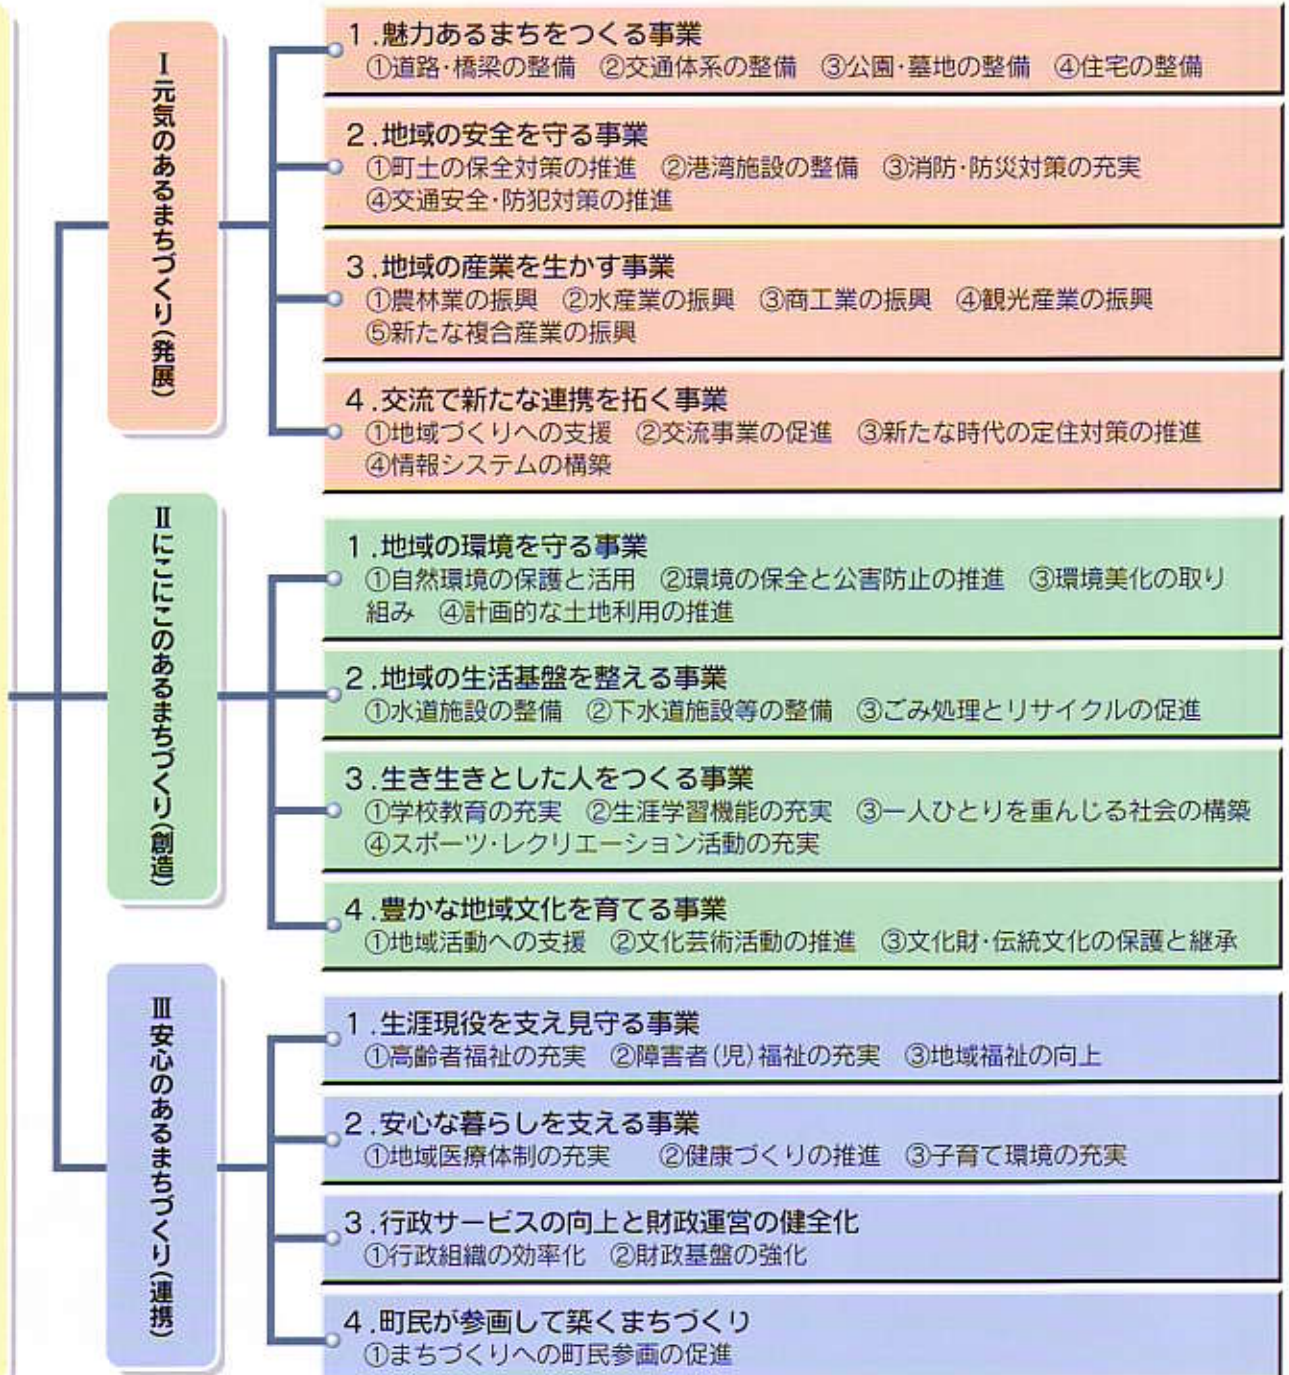 Ⅰ元気のあるまちづくり(発展)
1.魅力あるまちをつくる事業
①道路・橋梁の整備 ②交通体系の整備 ③公園・墓地の整備 ④住宅の整備
2.地域の安全を守る事業
①町土の保全対策の推進 ②港湾施設の整備 ③消防・防災対策の充実
④交通安全・防犯対策の推進
3.地域の産業を生かす事業
①農林業の振興 ②水産業の振興 ③商工業の振興 ④観光産業の振興
⑤新たな複合産業の振興
4.交流で新たな連携を拓く事業
①地域づくりへの支援 ②交流事業の促進 ③新たな時代の定住対策の推進
④情報システムの構築
Ⅱにこにこのあるまちづくり(創造)
1.地域の環境を守る事業
①自然環境の保護と活用 ②環境の保全と公害防止の推進 ③環境美化の取り
組み ④計画的な土地利用の推進
2.地域の生活基盤を整える事業
①水道施設の整備 ②下水道施設等の整備 ③ごみ処理とリサイクルの促進
3.生き生きとした人をつくる事業
①学校教育の充実 ②生涯学習機能の充実 ③一人ひとりを重んじる社会の構築
④スポーツ・レクリエーション活動の充実
4.豊かな地域文化を育てる事業
①地域活動への支援 ②文化芸術活動の推進 ③文化財・伝統文化の保護と継承
Ⅲ安心のあるまちづくり(連携)
1.生涯現役を支え見守る事業
①高齢者福祉の充実 ②障害者(児)福祉の充実 ③地域福祉の向上
2.安心な暮らしを支える事業
①地域医療体制の充実 ②健康づくりの推進 ③子育て環境の充実
3.行政サービスの向上と財政運営の健全化
①行政組織の効率化 ②財政基盤の強化
4.町民が参画して築くまちづくり
①まちづくりへの町民参画の促進